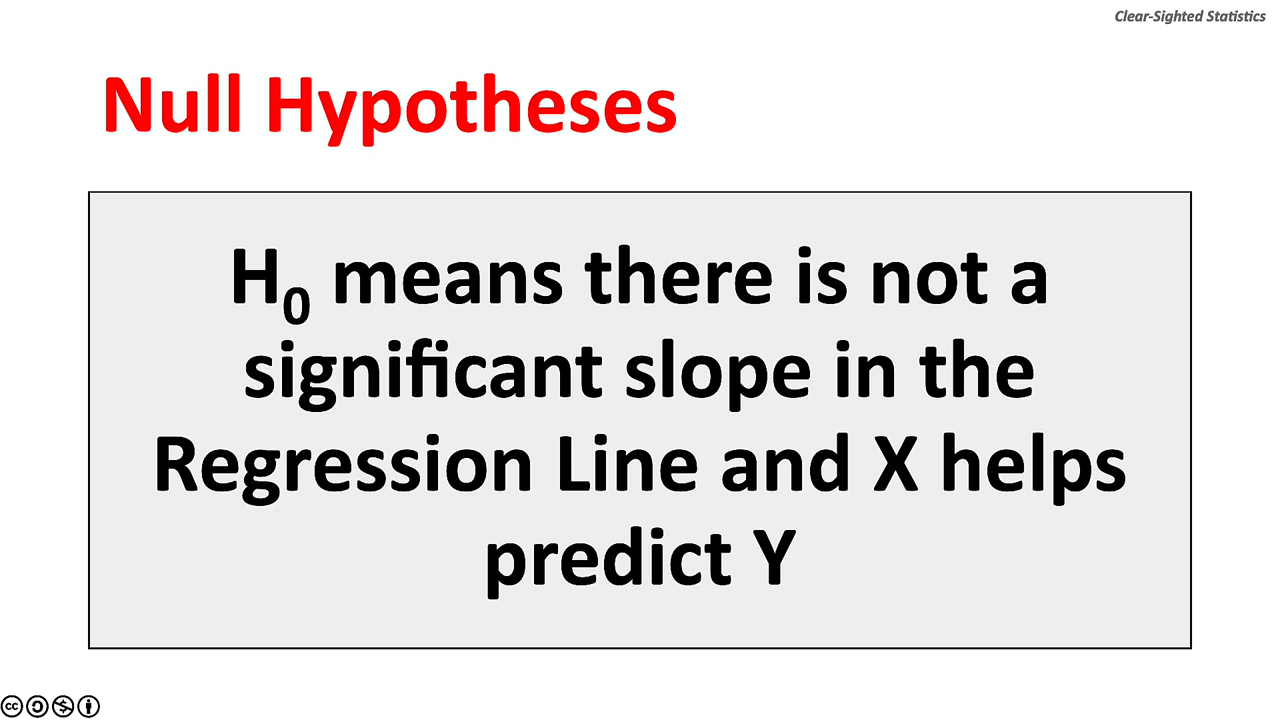 Clear-Sighted Statistics
Null Hypotheses
H₀ means there is not a
significant slope in the
Regression Line and X helps
predict Y
cc